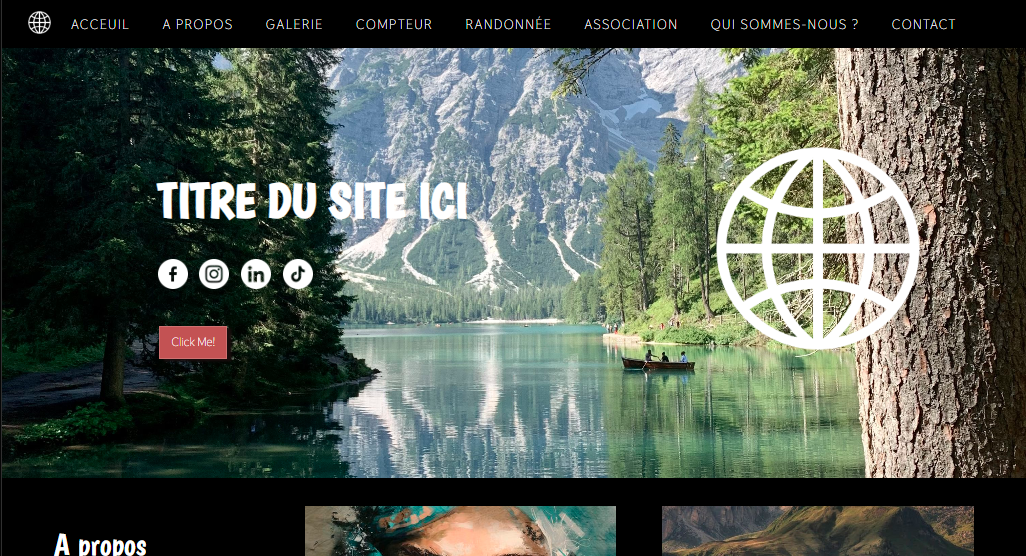 ACCEUIL
A PROPOS
GALERIE
COMPTEUR
RANDONNÉE
ASSOCIATION
QUI SOMMES-NOUS ?
CONTACT
TITRE DU SITE ICI
Click Me!
A propos